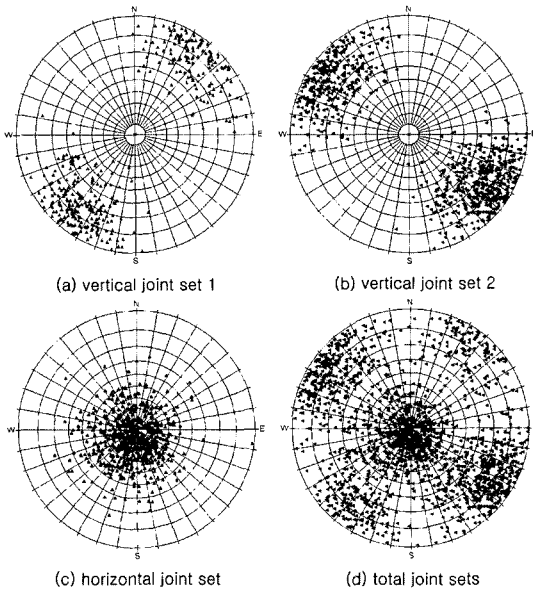 N
N
W
E
W
S
S
(a) vertical joint set 1
(b) vertical joint set 2
N
N
W
E
W
E
S
S
(c) horizontal joint set
(d) total joint sets